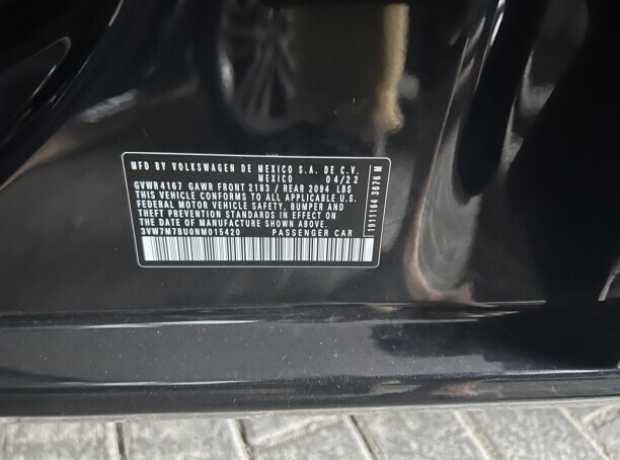 MFD BY VOLKSWAGEN DE MEXICO S.A. DE C.V.
MEXICO 04/22
GVWR 4167 GAWR FRONT 2183 / REAR 2094 LBS
THIS VEHICLE CONFORMS TO ALL APPLICABLE
FEDERAL MOTOR VEHICLE SAFETY, BUMPER AND
THEFT PREVENTION STANDARDS IN EFFECT ON
THE DATE OF MANUFACTURE SHOWN ABOVE.
3VW7M7BU0NM015420 PASSENGER CAR
1911164 3676 M